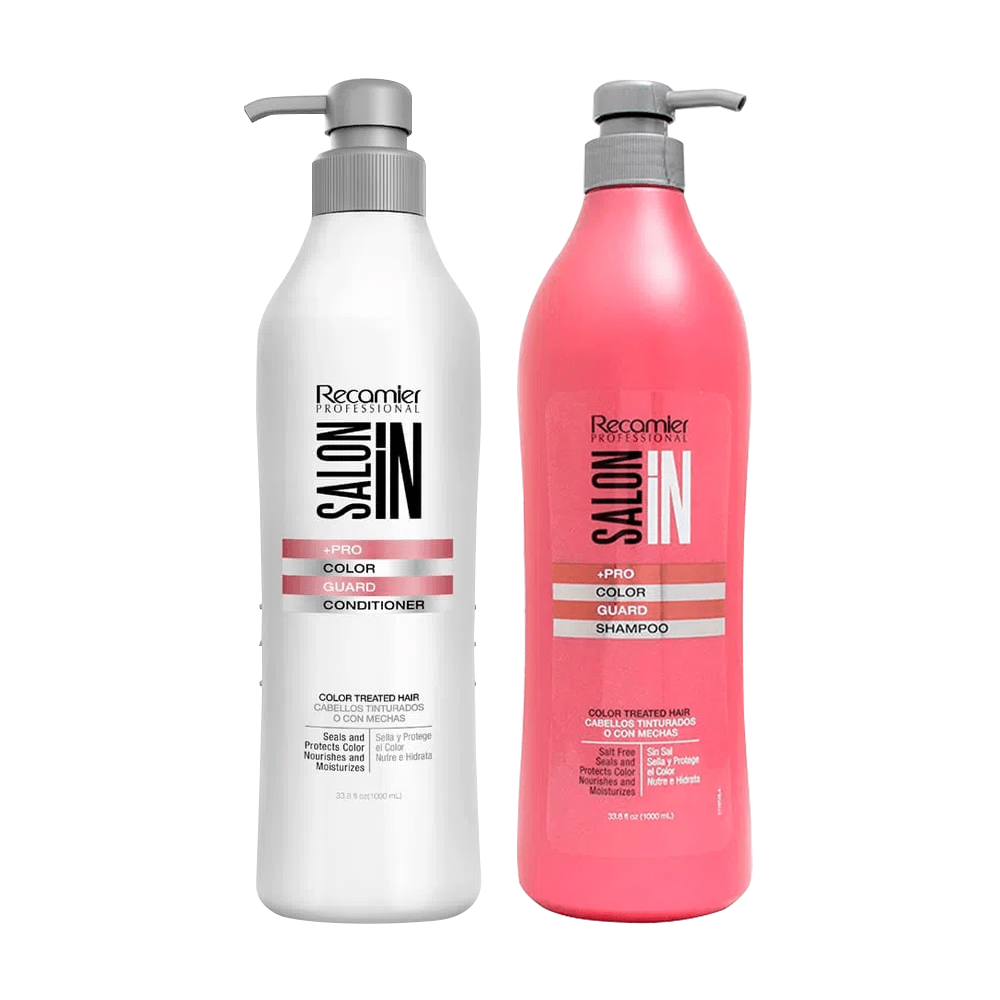 Recamier
PROFESSIONAL
SALON IN
+PRO
COLOR
GUARD
CONDITIONER
COLOR TREATED HAIR
CABELLOS TINTURADOS
O CON MECHAS
Seals and
Protects Color
Nourishes and
Moisturizes
Sella y Protege
el Color
Nutre e Hidrata
33.8 fl oz(1000 mL)
Recamier
PROFESSIONAL
SALON IN
+PRO
COLOR
GUARD
SHAMPOO
COLOR TREATED HAIR
CABELLOS TINTURADOS
O CON MECHAS
Salt Free
Seals and
Protects Color
Nourishes and
Moisturizes
Sin Sal
Sella y Protege
el Color
Nutre e Hidrata
33.8 fl oz (1000 mL)